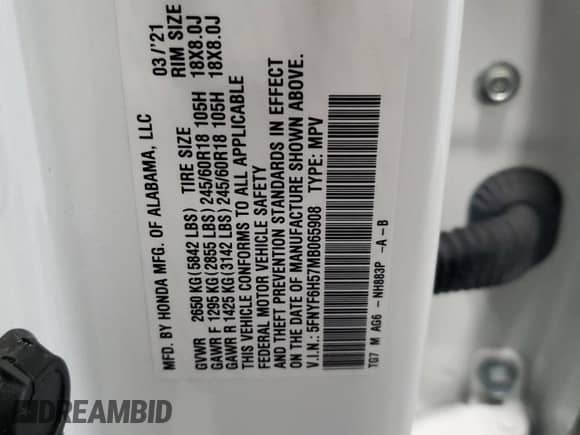 MFD. BY HONDA MFG. OF ALABAMA, LLC 03/'21
TIRE SIZE RIM SIZE
GVWR 2650 KG(5842 LBS)
GAWR F 1295 KG(2855 LBS) 245/60R18 105H 18X8.0J
GAWR R 1425 KG(3142 LBS) 245/60R18 105H 18X8.0J
THIS VEHICLE CONFORMS TO ALL APPLICABLE
FEDERAL MOTOR VEHICLE SAFETY
AND THEFT PREVENTION STANDARDS IN EFFECT
ON THE DATE OF MANUFACTURE SHOWN ABOVE.
V.I.N.: 5FNYF6H57MB065908 TYPE: MPV
TG7 M AG6 - NH883P -A -B
DREAMBID